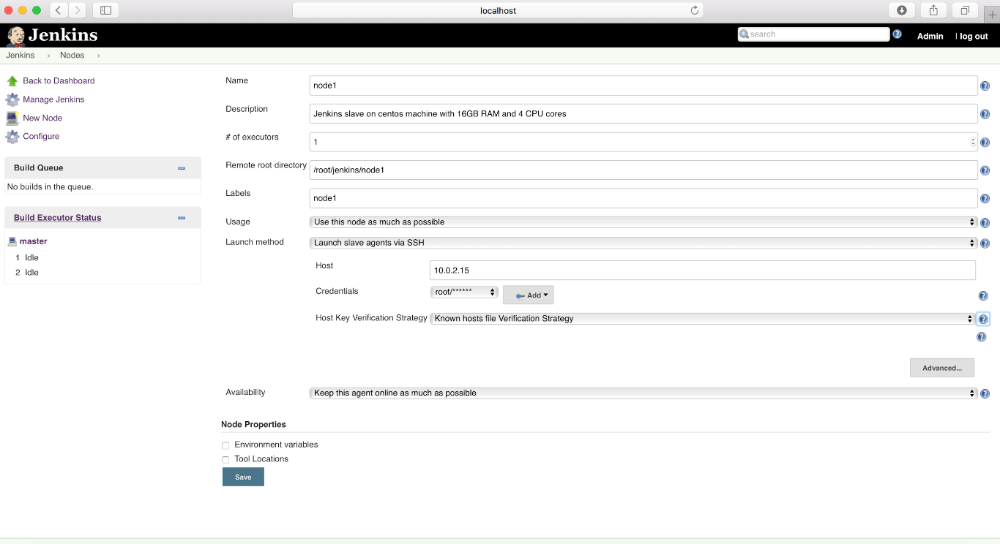 localhost
Jenkins
search
Admin
| log out
Jenkins
Nodes
Back to Dashboard
Manage Jenkins
New Node
Configure
Build Queue
No builds in the queue.
Build Executor Status
master
1 Idle
2 Idle
Name
node1
Description
Jenkins slave on centos machine with 16GB RAM and 4 CPU cores
# of executors
1
Remote root directory
/root/jenkins/node1
Labels
node1
Usage
Use this node as much as possible
Launch method
Launch slave agents via SSH
Host
10.0.2.15
Credentials
root/******
Add
Host Key Verification Strategy
Known hosts file Verification Strategy
Advanced...
Availability
Keep this agent online as much as possible
Node Properties
Environment variables
Tool Locations
Save